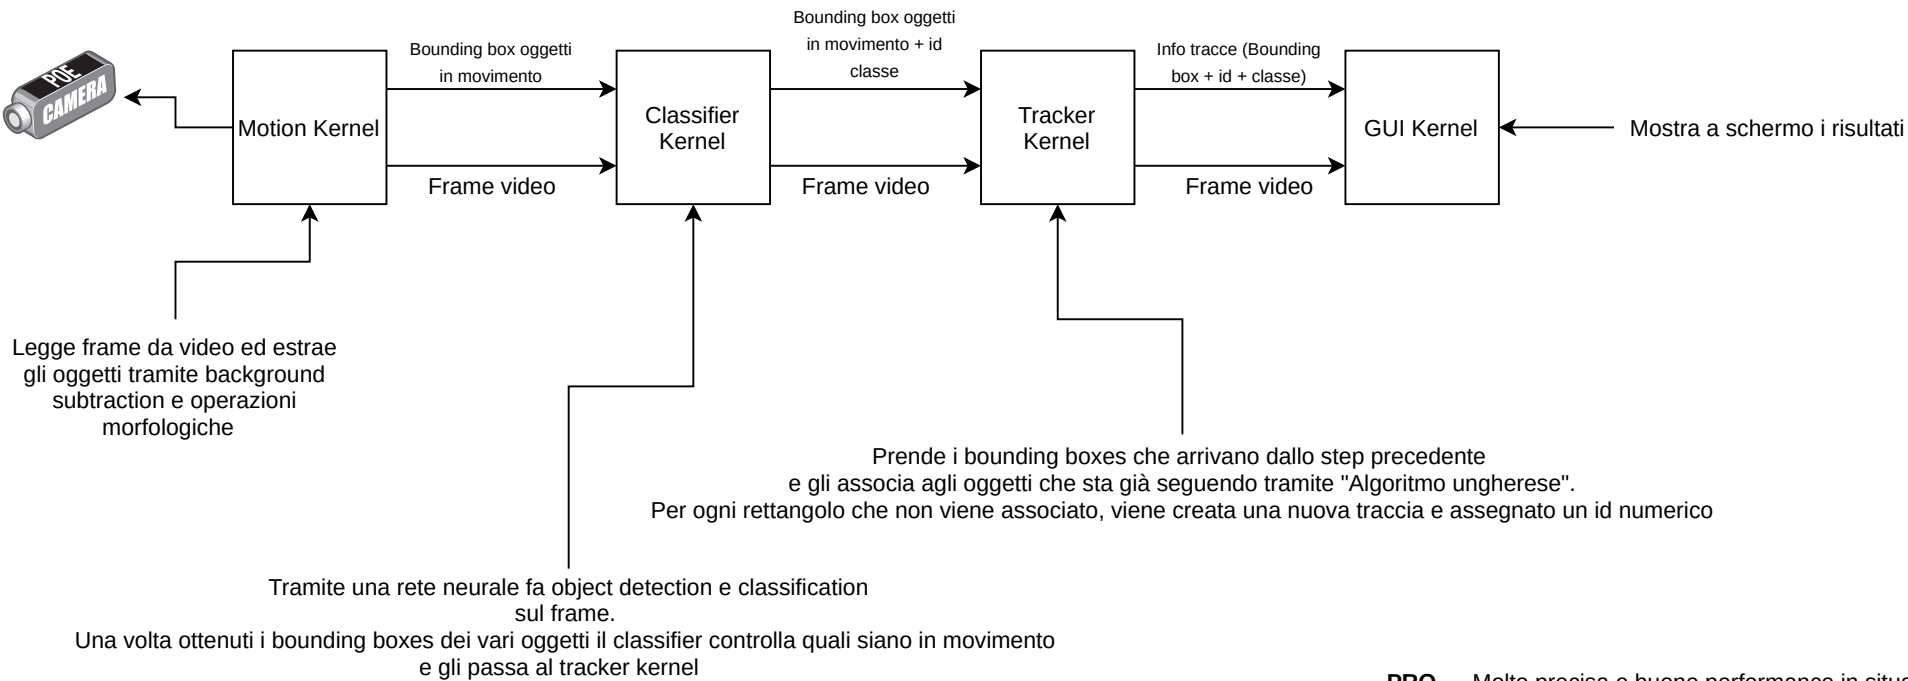 Bounding box oggetti
in movimento + id
classe
Bounding box oggetti
in movimento
Info tracce (Bounding
box + id + classe)
POE
CAMERA
Motion Kernel
Classifier
Kernel
Tracker
Kernel
GUI Kernel
Mostra a schermo i risultati
Frame video
Frame video
Frame video
Legge frame da video ed estrae
gli oggetti tramite background
subtraction e operazioni
morfologiche
Prende i bounding boxes che arrivano dallo step precedente
e gli associa agli oggetti che sta già seguendo tramite "Algoritmo ungherese".
Per ogni rettangolo che non viene associato, viene creata una nuova traccia e assegnato un id numerico
Tramite una rete neurale fa object detection e classification
sul frame.
Una volta ottenuti i bounding boxes dei vari oggetti il classifier controlla quali siano in movimento
e gli passa al tracker kernel
PRO Molto precisa e buone performance in